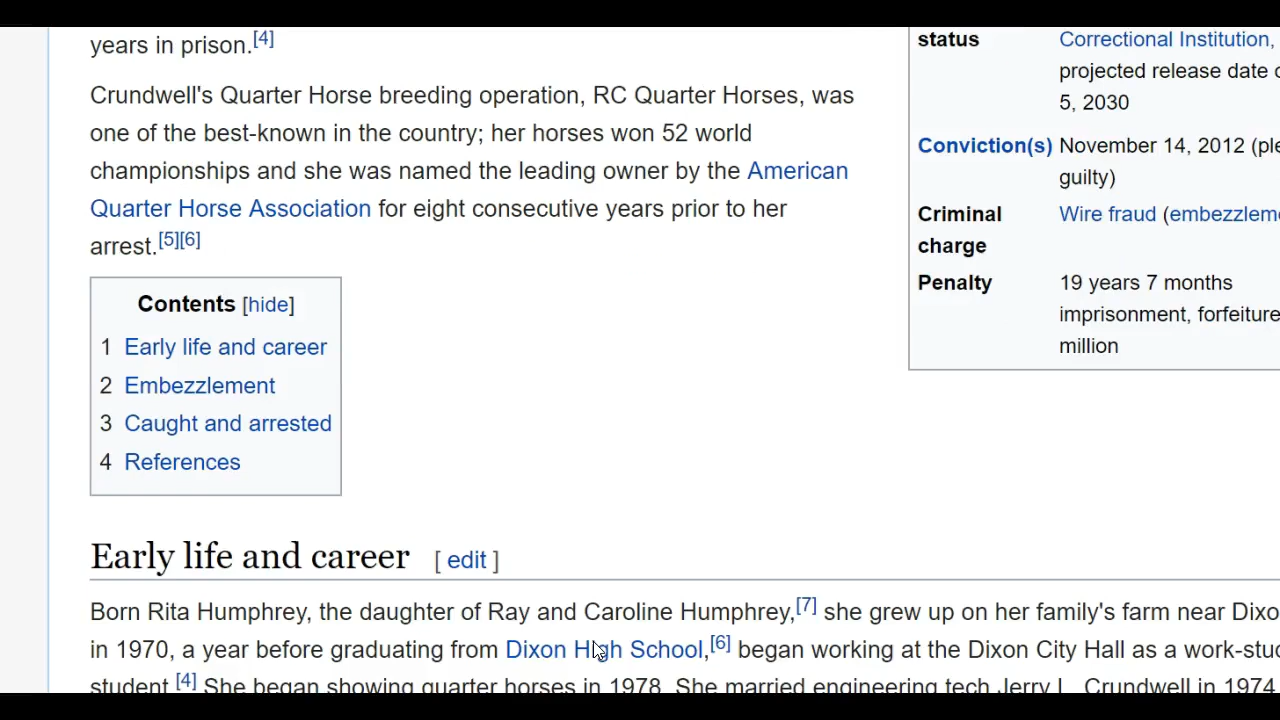 years in prison.[4]
Crundwell's Quarter Horse breeding operation, RC Quarter Horses, was
one of the best-known in the country; her horses won 52 world
championships and she was named the leading owner by the American
Quarter Horse Association for eight consecutive years prior to her
arrest.[5][6]
status Correctional Institution,
projected release date
5, 2030
Conviction(s) November 14, 2012
guilty)
Criminal Wire fraud
charge
Penalty 19 years 7 months
imprisonment, forfeiture
million
Contents [hide]
1 Early life and career
2 Embezzlement
3 Caught and arrested
4 References
Early life and career [ edit ]
Born Rita Humphrey, the daughter of Ray and Caroline Humphrey,[7] she grew up on her family's farm near
in 1970, a year before graduating from Dixon High School,[6] began working at the Dixon City Hall as a
student.[4] She began showing quarter horses in 1978. She married engineering tech Jerry L. Crundwell in 1974